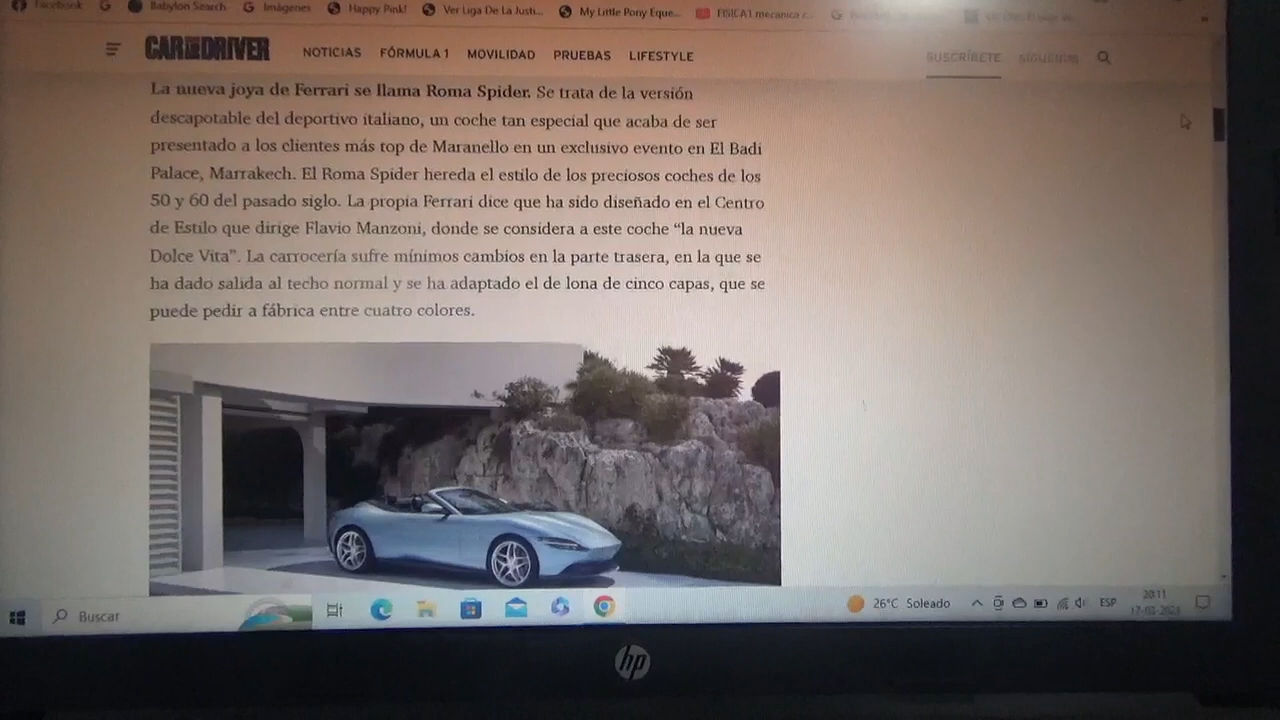 Facebook
Babylon Search
Imágenes
Happy Pink!
Ver Liga De La Justi...
My Little Pony Eque...
FISICA1 mecanica c...
CAR AND DRIVER
NOTICIAS FÓRMULA 1 MOVILIDAD PRUEBAS LIFESTYLE
SUSCRÍBETE SÍGUENOS
La nueva joya de Ferrari se llama Roma Spider. Se trata de la versión
descapotable del deportivo italiano, un coche tan especial que acaba de ser
presentado a los clientes más top de Maranello en un exclusivo evento en El Badi
Palace, Marrakech. El Roma Spider hereda el estilo de los preciosos coches de los
50 y 60 del pasado siglo. La propia Ferrari dice que ha sido diseñado en el Centro
de Estilo que dirige Flavio Manzoni, donde se considera a este coche “la nueva
Dolce Vita”. La carrocería sufre mínimos cambios en la parte trasera, en la que se
ha dado salida al techo normal y se ha adaptado el de lona de cinco capas, que se
puede pedir a fábrica entre cuatro colores.
Buscar
26°C Soleado
ESP
20:11
hp